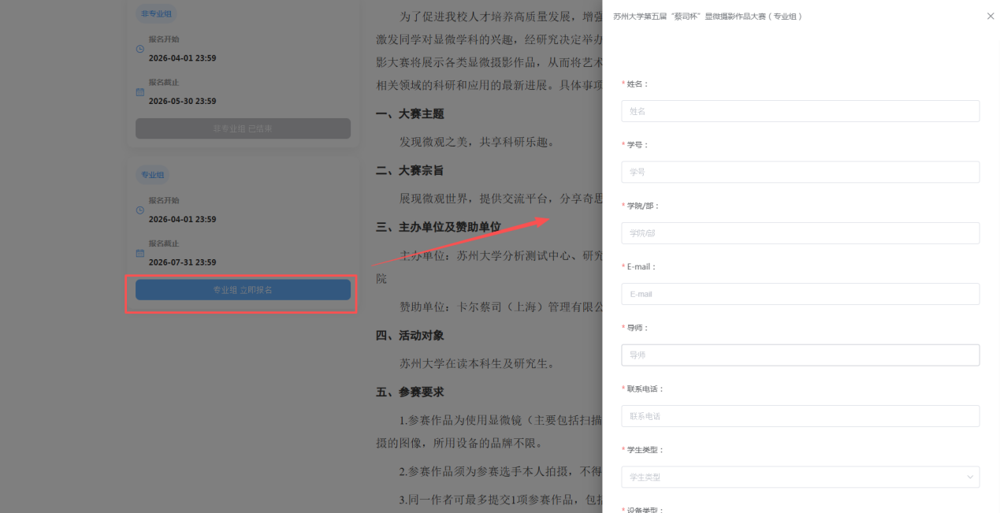 非专业组
报名开始
2026-04-01 23:59
报名截止
2026-05-30 23:59
非专业组 已结束
专业组
报名开始
2026-04-01 23:59
报名截止
2026-07-31 23:59
专业组 立即报名
为了促进我校人才培养高质量发展，增强
激发同学对显微学科的兴趣，经研究决定举办
影大赛将展示各类显微摄影作品，从而将艺术
相关领域的科研和应用的最新进展。具体事项
一、大赛主题
发现微观之美，共享科研乐趣。
二、大赛宗旨
展现微观世界，提供交流平台，分享奇思
三、主办单位及赞助单位
主办单位：苏州大学分析测试中心、研究
院
赞助单位：卡尔蔡司（上海）管理有限公
四、活动对象
苏州大学在读本科生及研究生。
五、参赛要求
1.参赛作品为使用显微镜（主要包括扫描
摄的图像，所用设备的品牌不限。
2.参赛作品须为参赛选手本人拍摄，不得
3.同一作者可最多提交1项参赛作品，包括
苏州大学第五届“蔡司杯”显微摄影作品大赛（专业组）
* 姓名：
姓名
* 学号：
学号
* 学院/部：
学院/部
* E-mail：
E-mail
* 导师：
导师
* 联系电话：
联系电话
* 学生类型：
学生类型
* 设备类型：